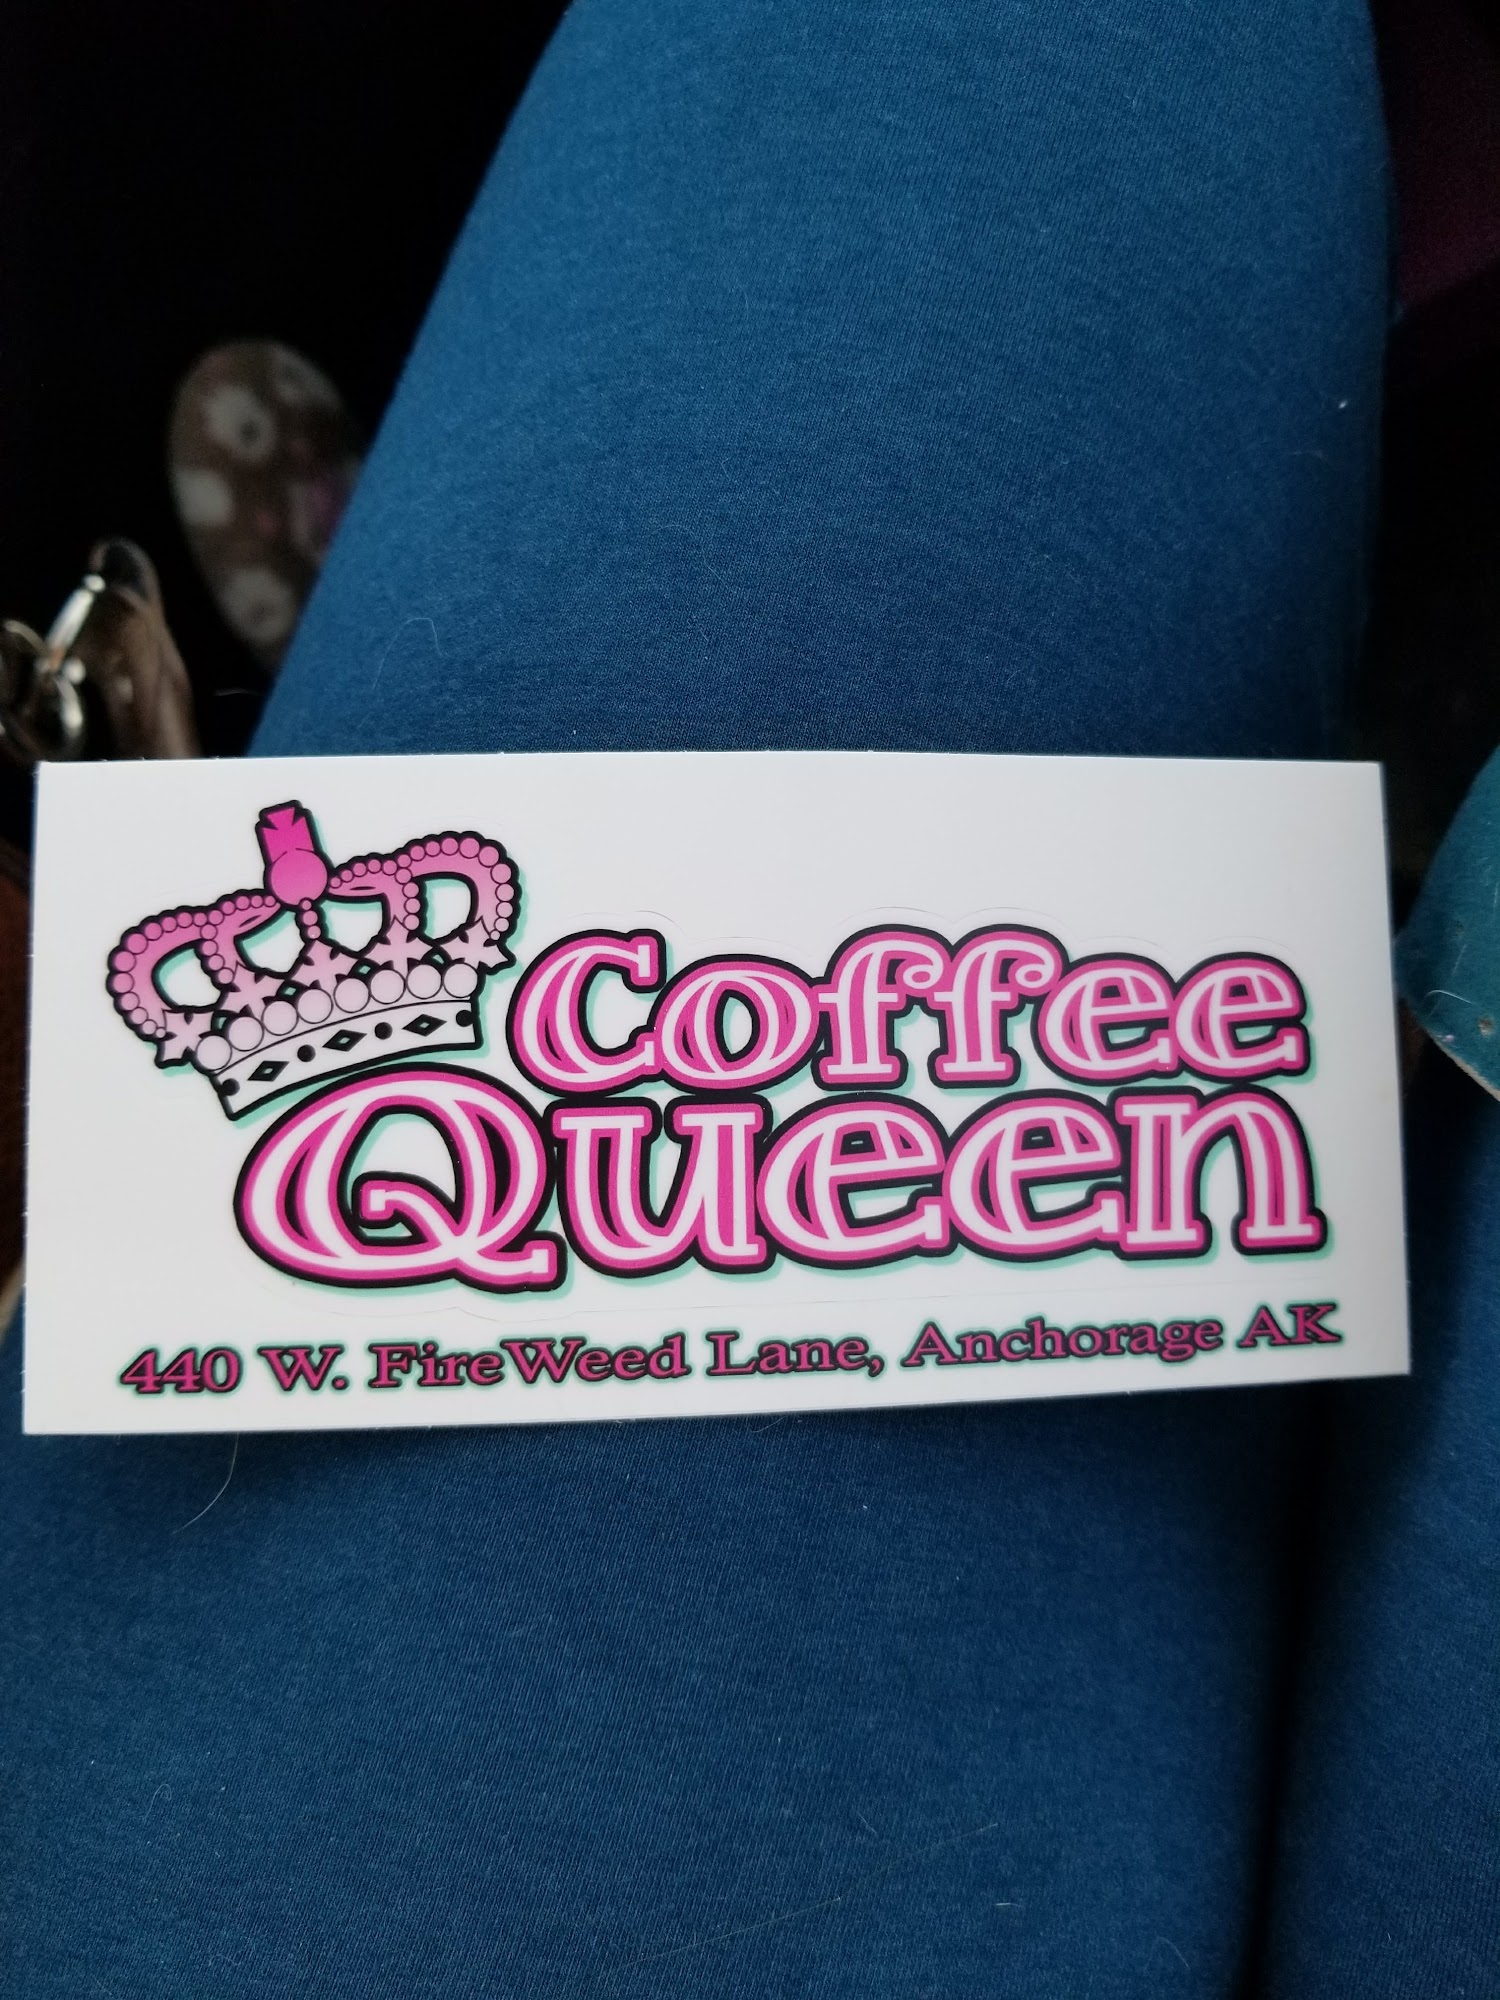 Coffee
Queen
440 W. FireWeed Lane, Anchorage AK